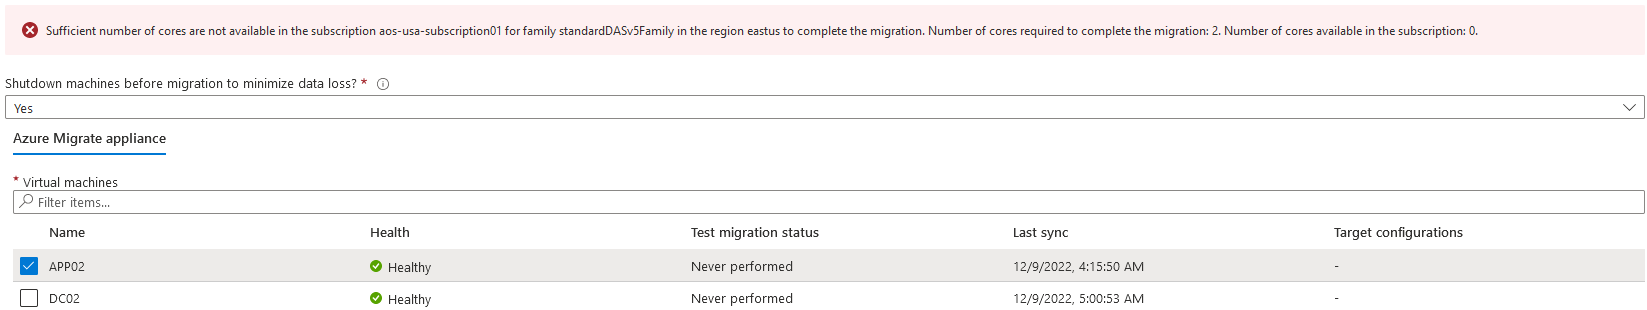 Sufficient number of cores are not available in the subscription aos-usa-subscription01 for family standardDASv5Family in the region eastus to complete the migration. Number of cores required to complete the migration: 2. Number of cores available in the subscription: 0.
Shutdown machines before migration to minimize data loss? *
Yes
Azure Migrate appliance
* Virtual machines
Filter items...
Name Health Test migration status Last sync Target configurations
APP02 Healthy Never performed 12/9/2022, 4:15:50 AM -
DC02 Healthy Never performed 12/9/2022, 5:00:53 AM -